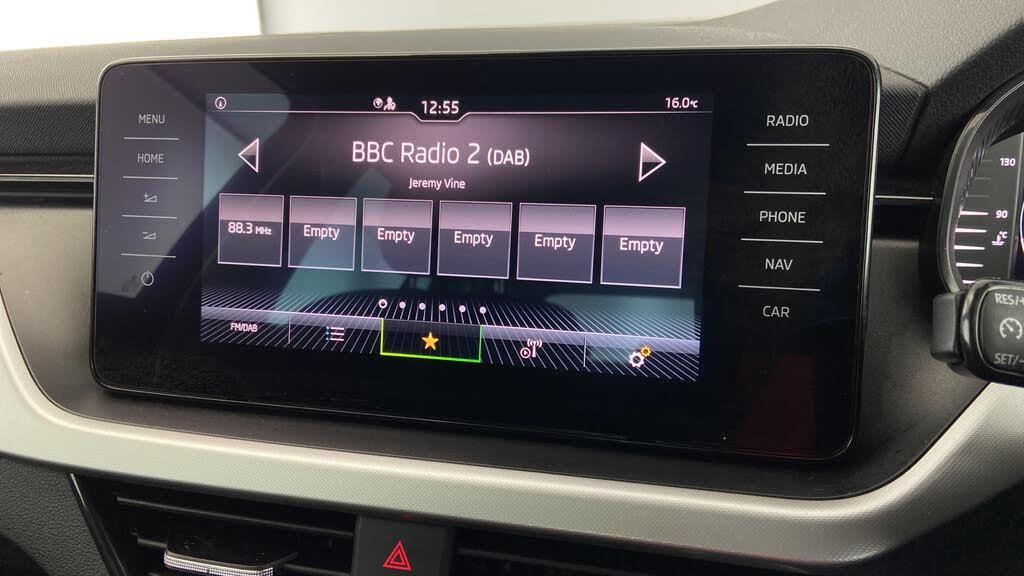 12:55
16.0°c
MENU
HOME
RADIO
MEDIA
PHONE
NAV
CAR
BBC Radio 2 (DAB)
Jeremy Vine
88.3 MHz
Empty
Empty
Empty
Empty
Empty
FM/DAB
130
90
°C
RES/+
SET/-